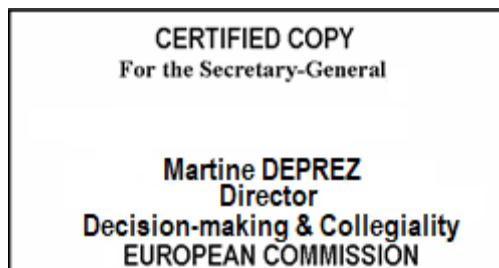 CERTIFIED COPY
For the Secretary-General
Martine DEPREZ
Director
Decision-making & Collegiality
EUROPEAN COMMISSION